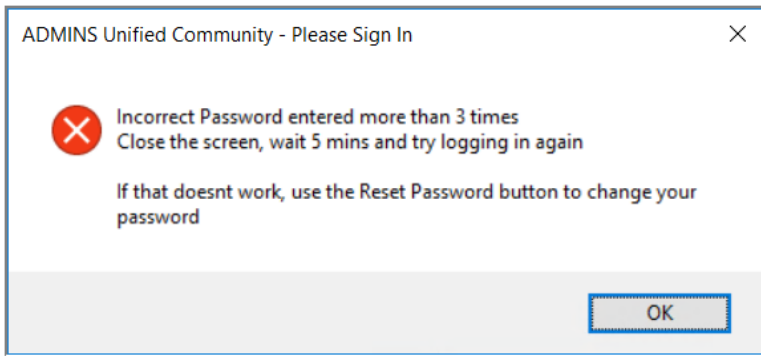 ADMINS Unified Community - Please Sign In
Incorrect Password entered more than 3 times
Close the screen, wait 5 mins and try logging in again
If that doesnt work, use the Reset Password button to change your
password
OK